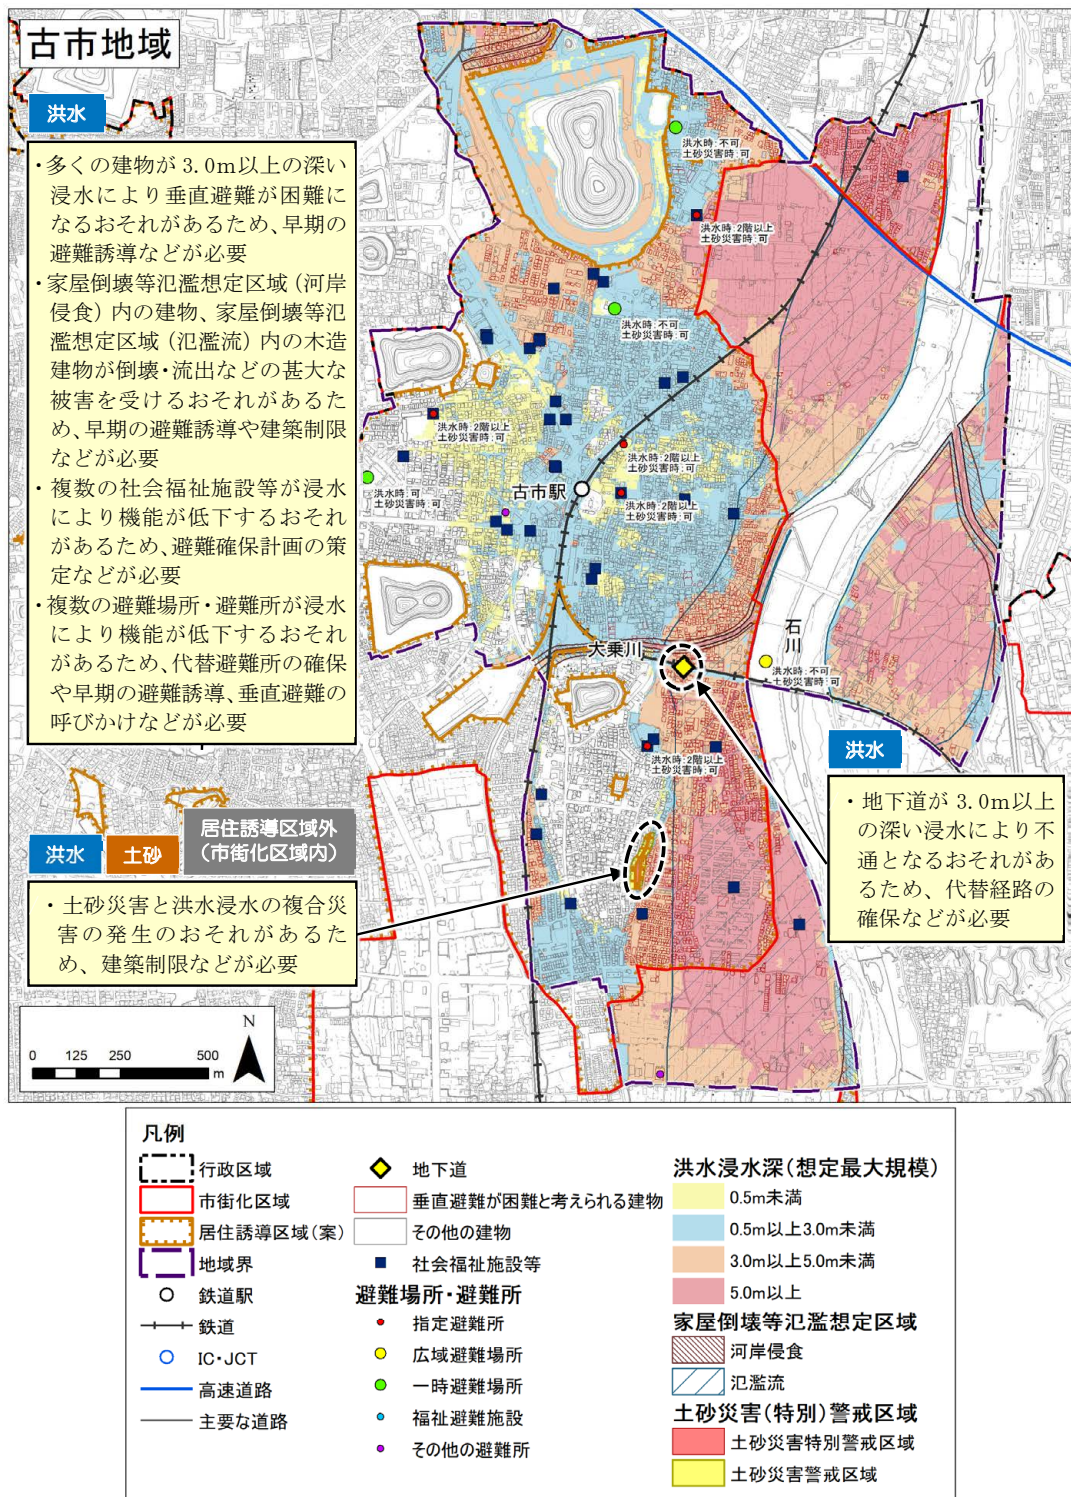 古市地域
洪水
・多くの建物が3.0m以上の深い
浸水により垂直避難が困難に
なるおそれがあるため、早期の
避難誘導などが必要
・家屋倒壊等氾濫想定区域(河岸
侵食)内の建物、家屋倒壊等氾
濫想定区域(氾濫流)内の木造
建物が倒壊・流出などの甚大な
被害を受けるおそれがあるた
め、早期の避難誘導や建築制限
などが必要
・複数の社会福祉施設等が浸水
により機能が低下するおそれ
があるため、避難確保計画の策
定などが必要
・複数の避難場所・避難所が浸水
により機能が低下するおそれ
があるため、代替避難所の確保
や早期の避難誘導、垂直避難の
呼びかけなどが必要
洪水時:不可
土砂災害時:可
洪水時:2階以上
土砂災害時:可
洪水時:不可
土砂災害時:可
洪水時:2階以上
土砂災害時:可
洪水時:2階以上
土砂災害時:可
洪水時:可
土砂災害時:可
古市駅
洪水時:2階以上
土砂災害時:可
石川
大乗川
洪水時:不可
土砂災害時:可
洪水時:2階以上
土砂災害時:可
洪水
・地下道が3.0m以上
の深い浸水により不
通となるおそれがあ
るため、代替経路の
確保などが必要
洪水
土砂
居住誘導区域外
(市街化区域内)
・土砂災害と洪水浸水の複合災
害の発生のおそれがあるた
め、建築制限などが必要
N
0 125 250 500
m
凡例
行政区域
市街化区域
居住誘導区域(案)
地域界
鉄道駅
鉄道
IC・JCT
高速道路
主要な道路
地下道
垂直避難が困難と考えられる建物
その他の建物
社会福祉施設等
避難場所・避難所
指定避難所
広域避難場所
一時避難場所
福祉避難施設
その他の避難所
洪水浸水深(想定最大規模)
0.5m未満
0.5m以上3.0m未満
3.0m以上5.0m未満
5.0m以上
家屋倒壊等氾濫想定区域
河岸侵食
氾濫流
土砂災害(特別)警戒区域
土砂災害特別警戒区域
土砂災害警戒区域